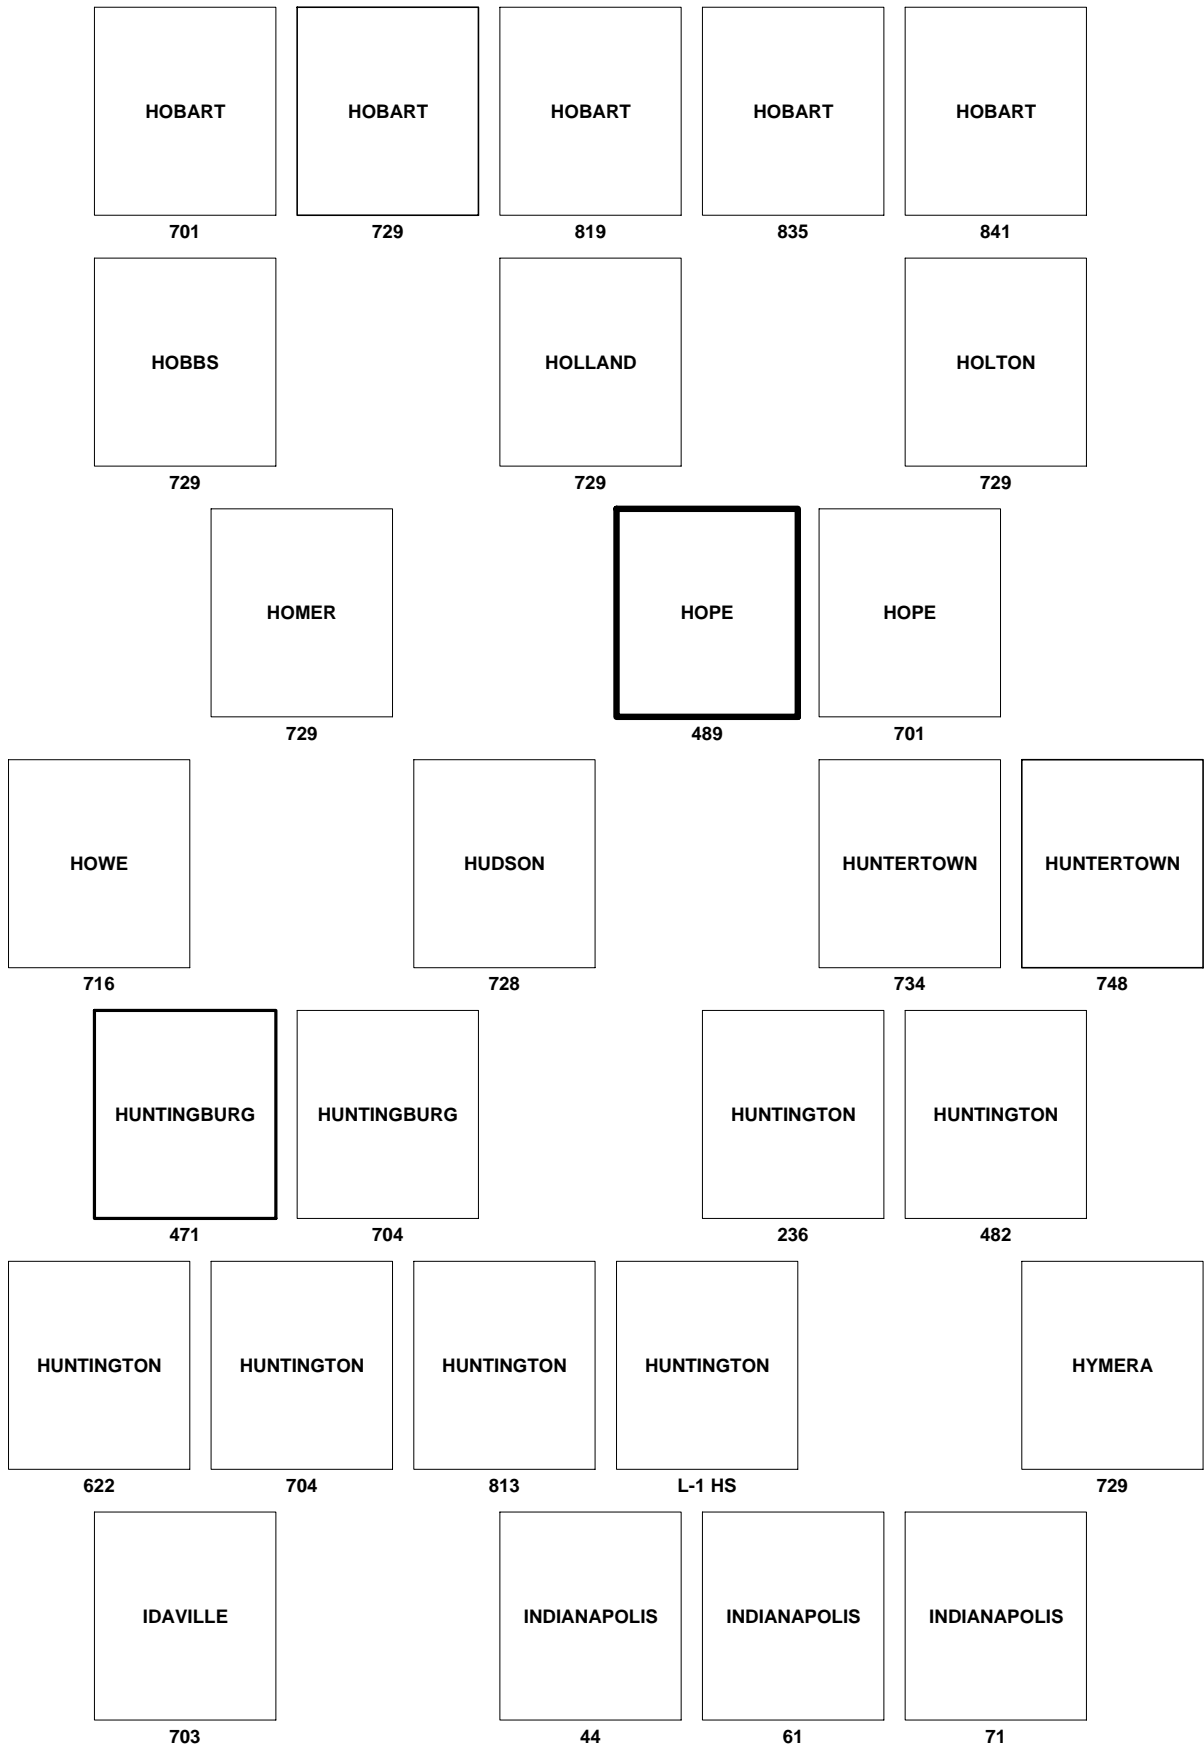 HOBART HOBART HOBART HOBART HOBART
701 729 819 835 841
HOBBS HOLLAND HOLTON
729 729 729
HOMER HOPE HOPE
729 489 701
HOWE HUDSON HUNTERTOWN HUNTERTOWN
716 728 734 748
HUNTINGBURG HUNTINGBURG HUNTINGTON HUNTINGTON
471 704 236 482
HUNTINGTON HUNTINGTON HUNTINGTON HUNTINGTON HYMERA
622 704 813 L-1 HS 729
IDAVILLE INDIANAPOLIS INDIANAPOLIS INDIANAPOLIS
703 44 61 71